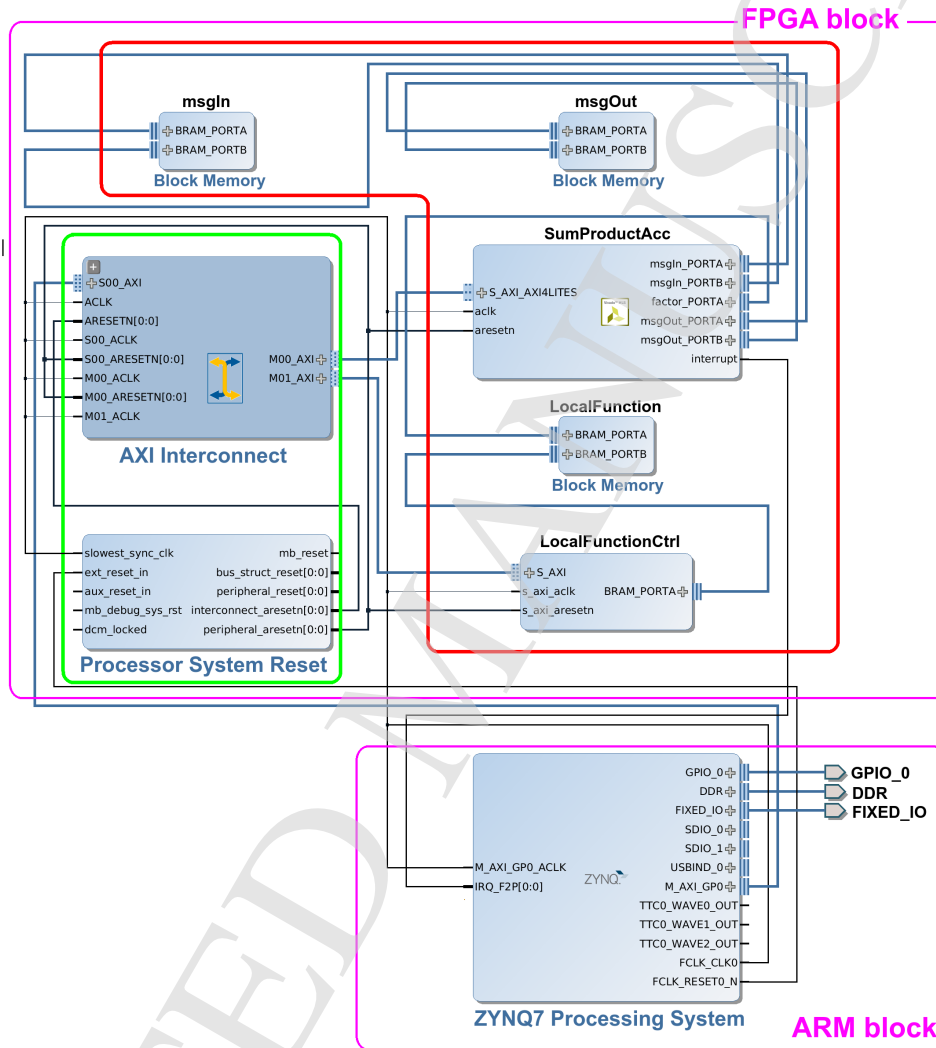 FPGA block
msgIn
BRAM_PORTA
BRAM_PORTB
Block Memory
msgOut
BRAM_PORTA
BRAM_PORTB
Block Memory
SumProductAcc
S_AXI_AXI4LITES
aclk
aresetn
msgIn_PORTA
msgIn_PORTB
factor_PORTA
msgOut_PORTA
msgOut_PORTB
interrupt
S00_AXI
ACLK
ARESETN[0:0]
S00_ACLK
S00_ARESETN[0:0]
M00_ACLK
M00_ARESETN[0:0]
M01_ACLK
M00_AXI
M01_AXI
AXI Interconnect
LocalFunction
BRAM_PORTA
BRAM_PORTB
Block Memory
LocalFunctionCtrl
S_AXI
s_axi_aclk
s_axi_aresetn
BRAM_PORTA
slowest_sync_clk
ext_reset_in
aux_reset_in
mb_debug_sys_rst
dcm_locked
mb_reset
bus_struct_reset[0:0]
peripheral_reset[0:0]
interconnect_aresetn[0:0]
peripheral_aresetn[0:0]
Processor System Reset
M_AXI_GP0_ACLK
IRQ_F2P[0:0]
ZYNQ
GPIO_0
DDR
FIXED_IO
SDIO_0
SDIO_1
USBIND_0
M_AXI_GP0
TTC0_WAVE0_OUT
TTC0_WAVE1_OUT
TTC0_WAVE2_OUT
FCLK_CLK0
FCLK_RESET0_N
GPIO_0
DDR
FIXED_IO
ZYNQ7 Processing System
ARM block
TED MANUSC